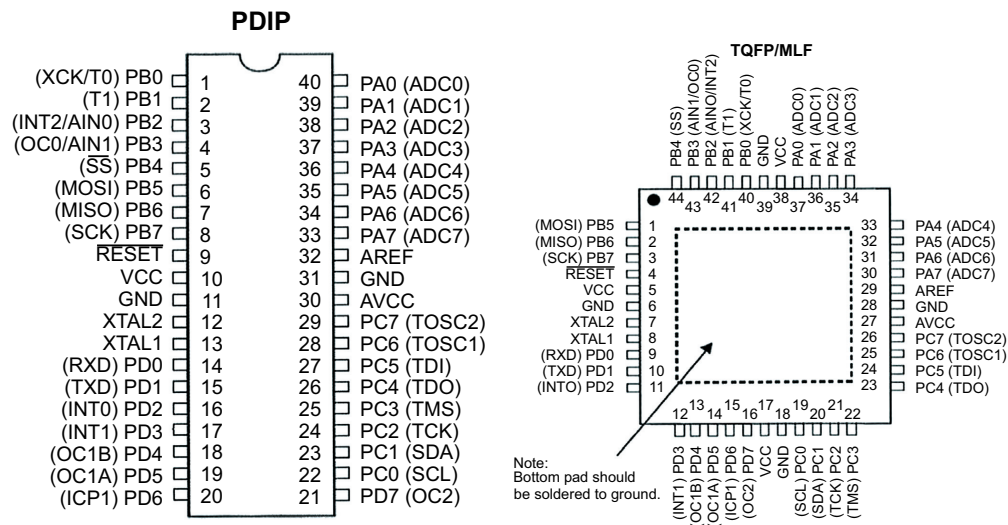 PDIP
(XCK/T0) PB0 1
(T1) PB1 2
(INT2/AIN0) PB2 3
(OC0/AIN1) PB3 4
(SS) PB4 5
(MOSI) PB5 6
(MISO) PB6 7
(SCK) PB7 8
RESET 9
VCC 10
GND 11
XTAL2 12
XTAL1 13
(RXD) PD0 14
(TXD) PD1 15
(INT0) PD2 16
(INT1) PD3 17
(OC1B) PD4 18
(OC1A) PD5 19
(ICP1) PD6 20
40 PA0 (ADC0)
39 PA1 (ADC1)
38 PA2 (ADC2)
37 PA3 (ADC3)
36 PA4 (ADC4)
35 PA5 (ADC5)
34 PA6 (ADC6)
33 PA7 (ADC7)
32 AREF
31 GND
30 AVCC
29 PC7 (TOSC2)
28 PC6 (TOSC1)
27 PC5 (TDI)
26 PC4 (TDO)
25 PC3 (TMS)
24 PC2 (TCK)
23 PC1 (SDA)
22 PC0 (SCL)
21 PD7 (OC2)
TQFP/MLF
PB4 (SS)
PB3 (AIN1/OC0)
PB2 (AINO/INT2)
PB1 (T1)
PB0 (XCK/T0)
GND
VCC
PA0 (ADC0)
PA1 (ADC1)
PA2 (ADC2)
PA3 (ADC3)
44 43 42 41 40 39 38 37 36 35 34
(MOSI) PB5 1
(MISO) PB6 2
(SCK) PB7 3
RESET 4
VCC 5
GND 6
XTAL2 7
XTAL1 8
(RXD) PD0 9
(TXD) PD1 10
(INTO) PD2 11
33 PA4 (ADC4)
32 PA5 (ADC5)
31 PA6 (ADC6)
30 PA7 (ADC7)
29 AREF
28 GND
27 AVCC
26 PC7 (TOSC2)
25 PC6 (TOSC1)
24 PC5 (TDI)
23 PC4 (TDO)
12 13 14 15 16 17 18 19 20 21 22
(INT1) PD3
(OC1B) PD4
(OC1A) PD5
(ICP1) PD6
(OC2) PD7
VCC
GND
(SCL) PC0
(SDA) PC1
(TCK) PC2
(TMS) PC3
Note:
Bottom pad should
be soldered to ground.